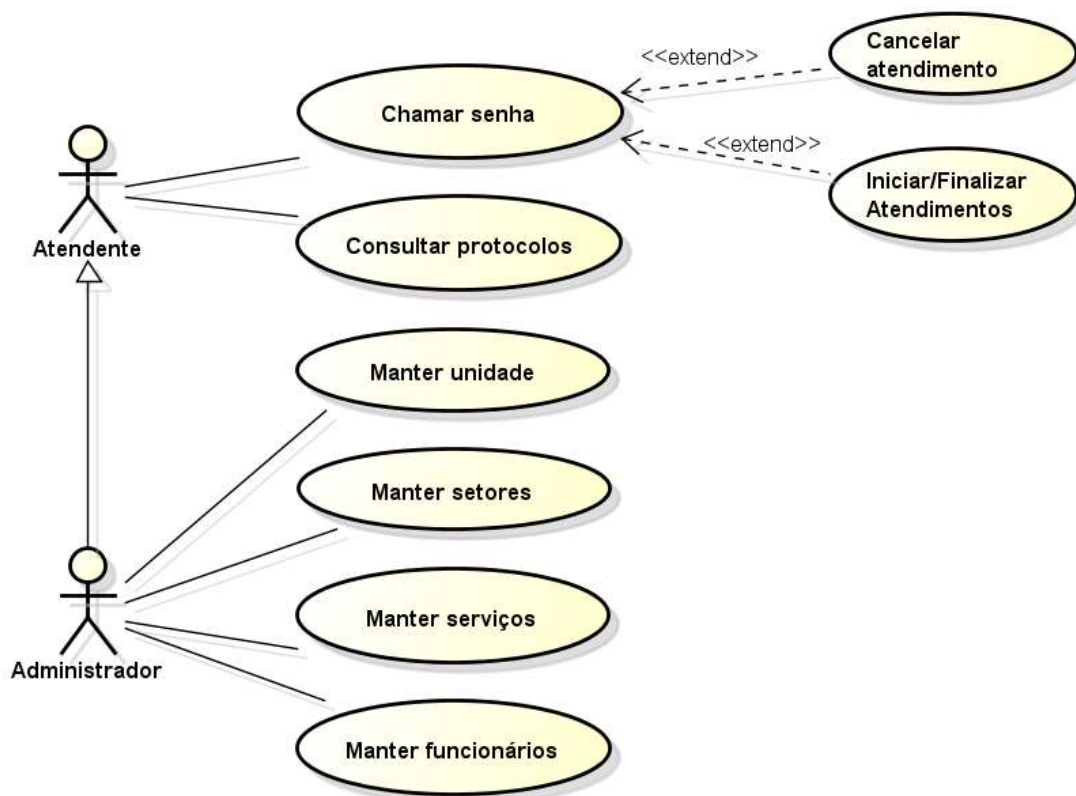 Cancelar
atendimento
<<extend>>
Chamar senha
<<extend>>
Iniciar/Finalizar
Atendimentos
Atendente
Consultar protocolos
Manter unidade
Manter setores
Manter serviços
Administrador
Manter funcionários